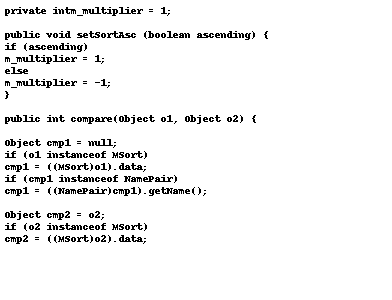 private intm_multiplier = 1;
public void setSortAsc (boolean ascending) {
if (ascending)
m_multiplier = 1;
else
m_multiplier = -1;
}
public int compare(Object o1, Object o2) {
Object cmp1 = null;
if (o1 instanceof MSort)
cmp1 = ((MSort)o1).data;
if (cmp1 instanceof NamePair)
cmp1 = ((NamePair)cmp1).getName();
Object cmp2 = o2;
if (o2 instanceof MSort)
cmp2 = ((MSort)o2).data;